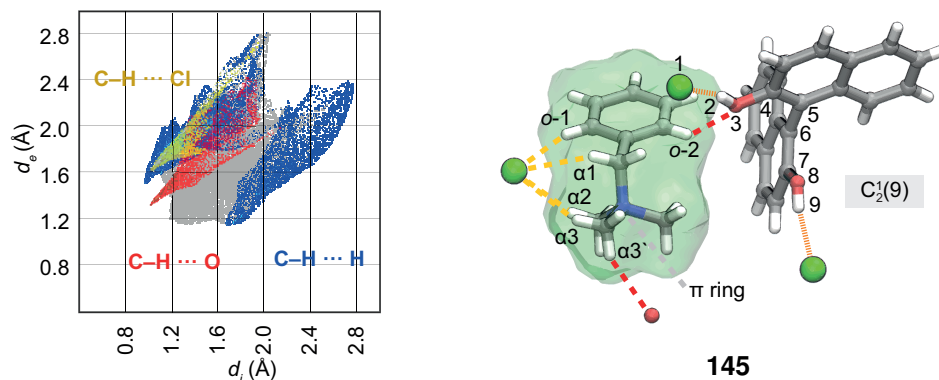 2.8
2.4
2.0
1.6
1.2
0.8
d_e (Å)
C–H ··· Cl
C–H ··· O
C–H ··· H
0.8
1.2
1.6
2.0
2.4
2.8
d_i (Å)
1
2
3
4
5
6
7
8
9
o-1
o-2
α1
α2
α3
α3`
π ring
C₂¹(9)
145